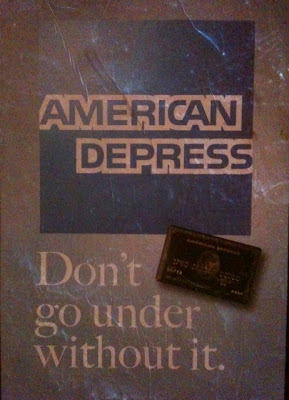 AMERICAN
DEPRESS
Don't
go under
without it.